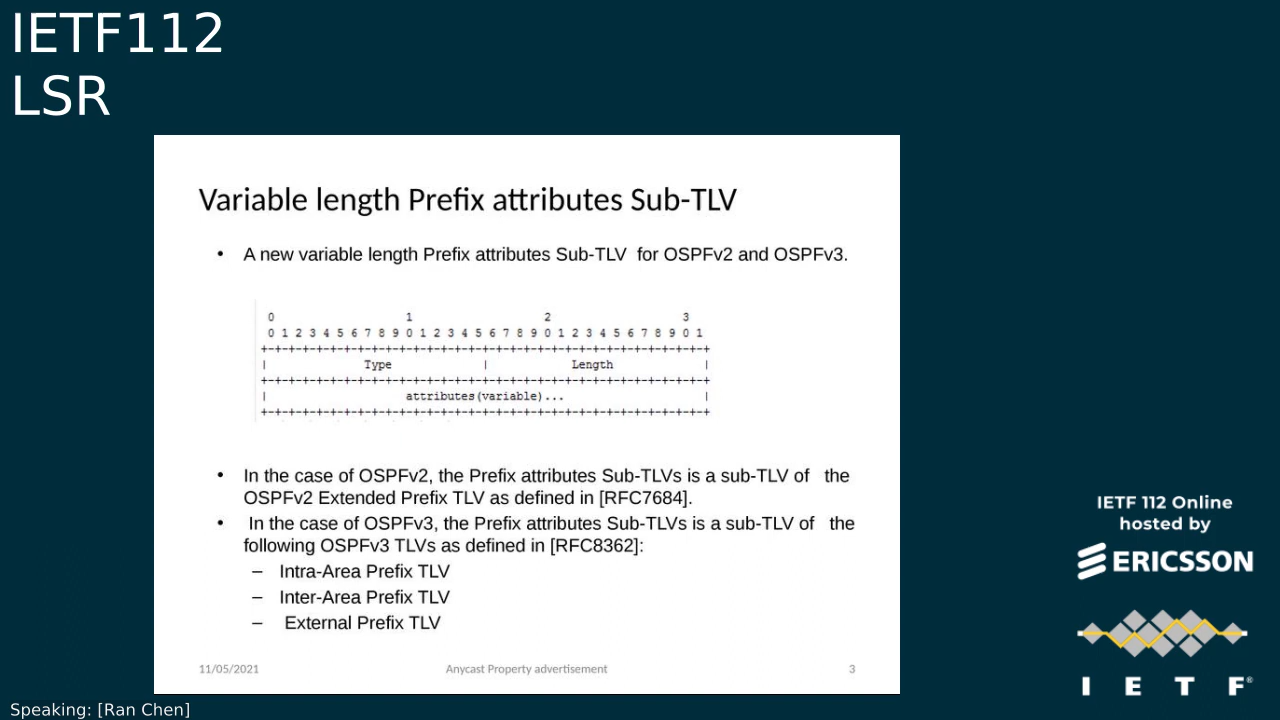 IETF112
LSR
Variable length Prefix attributes Sub-TLV
• A new variable length Prefix attributes Sub-TLV for OSPFv2 and OSPFv3.
0 1 2 3
0 1 2 3 4 5 6 7 8 9 0 1 2 3 4 5 6 7 8 9 0 1 2 3 4 5 6 7 8 9 0 1
+-+-+-+-+-+-+-+-+-+-+-+-+-+-+-+-+-+-+-+-+-+-+-+-+-+-+-+-+-+-+-+-+
| Type | Length |
+-+-+-+-+-+-+-+-+-+-+-+-+-+-+-+-+-+-+-+-+-+-+-+-+-+-+-+-+-+-+-+-+
| attributes(variable)... |
+-+-+-+-+-+-+-+-+-+-+-+-+-+-+-+-+-+-+-+-+-+-+-+-+-+-+-+-+-+-+-+-+
• In the case of OSPFv2, the Prefix attributes Sub-TLVs is a sub-TLV of the
OSPFv2 Extended Prefix TLV as defined in [RFC7684].
• In the case of OSPFv3, the Prefix attributes Sub-TLVs is a sub-TLV of the
following OSPFv3 TLVs as defined in [RFC8362]:
– Intra-Area Prefix TLV
– Inter-Area Prefix TLV
– External Prefix TLV
11/05/2021 Anycast Property advertisement 3
IETF 112 Online
hosted by
ERICSSON
I E T F®
Speaking: [Ran Chen]